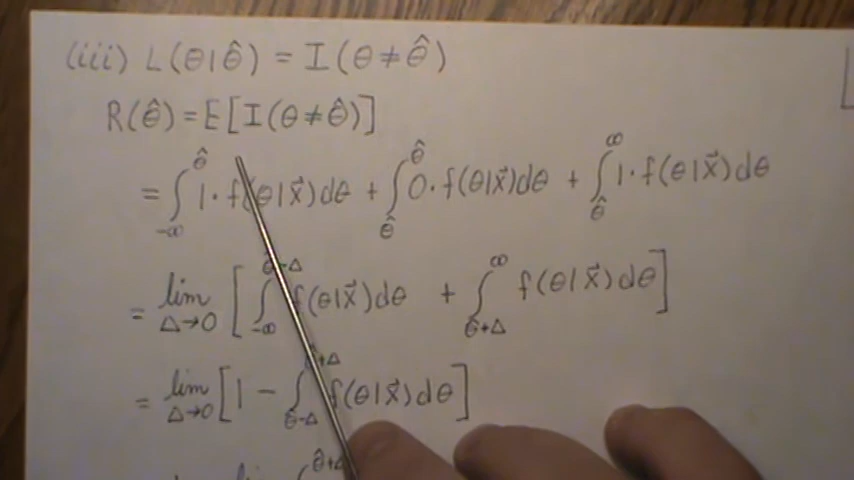 (iii) L(θ|θ̂) = I(θ ≠ θ̂)
R(θ̂) = E[I(θ ≠ θ̂)]
= ∫_{-∞}^{θ̂} 1· f(θ|x⃗)dθ + ∫_{θ̂}^{θ̂} 0· f(θ|x⃗)dθ + ∫_{θ̂}^{∞} 1· f(θ|x⃗)dθ
= lim_{Δ→0} [∫_{-∞}^{θ̂-Δ} f(θ|x⃗)dθ + ∫_{θ̂+Δ}^{∞} f(θ|x⃗)dθ]
= lim_{Δ→0} [1 - ∫_{θ̂-Δ}^{θ̂+Δ} f(θ|x⃗)dθ]